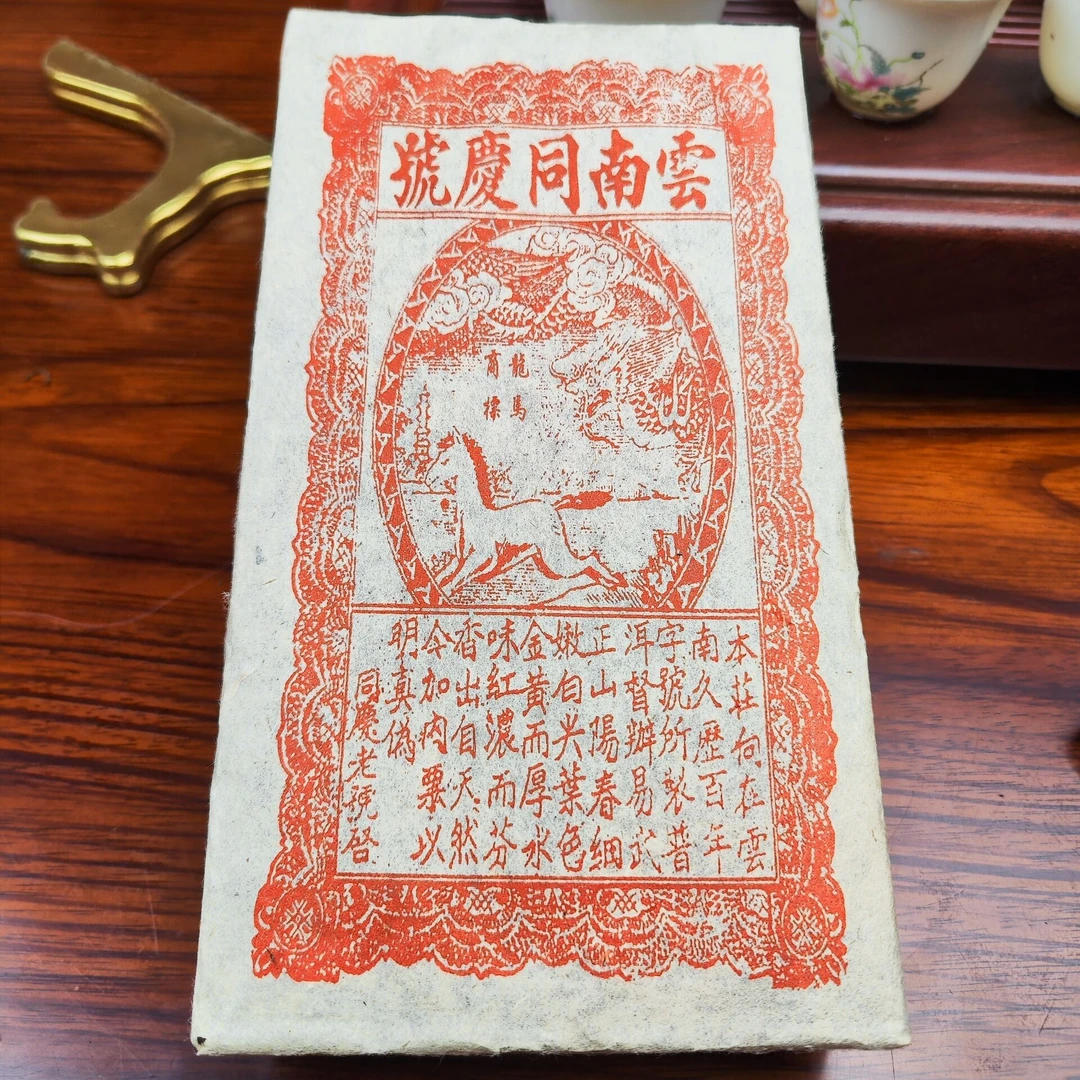 雲南同慶號
龍馬
商標
本莊向在雲
南久歷百年
字號所製普
洱督辦易武
正山陽春細
嫩白尖葉色
金黃而厚水
味紅濃而芬
香出自天然
今加內票以
明真偽
同慶老號啓